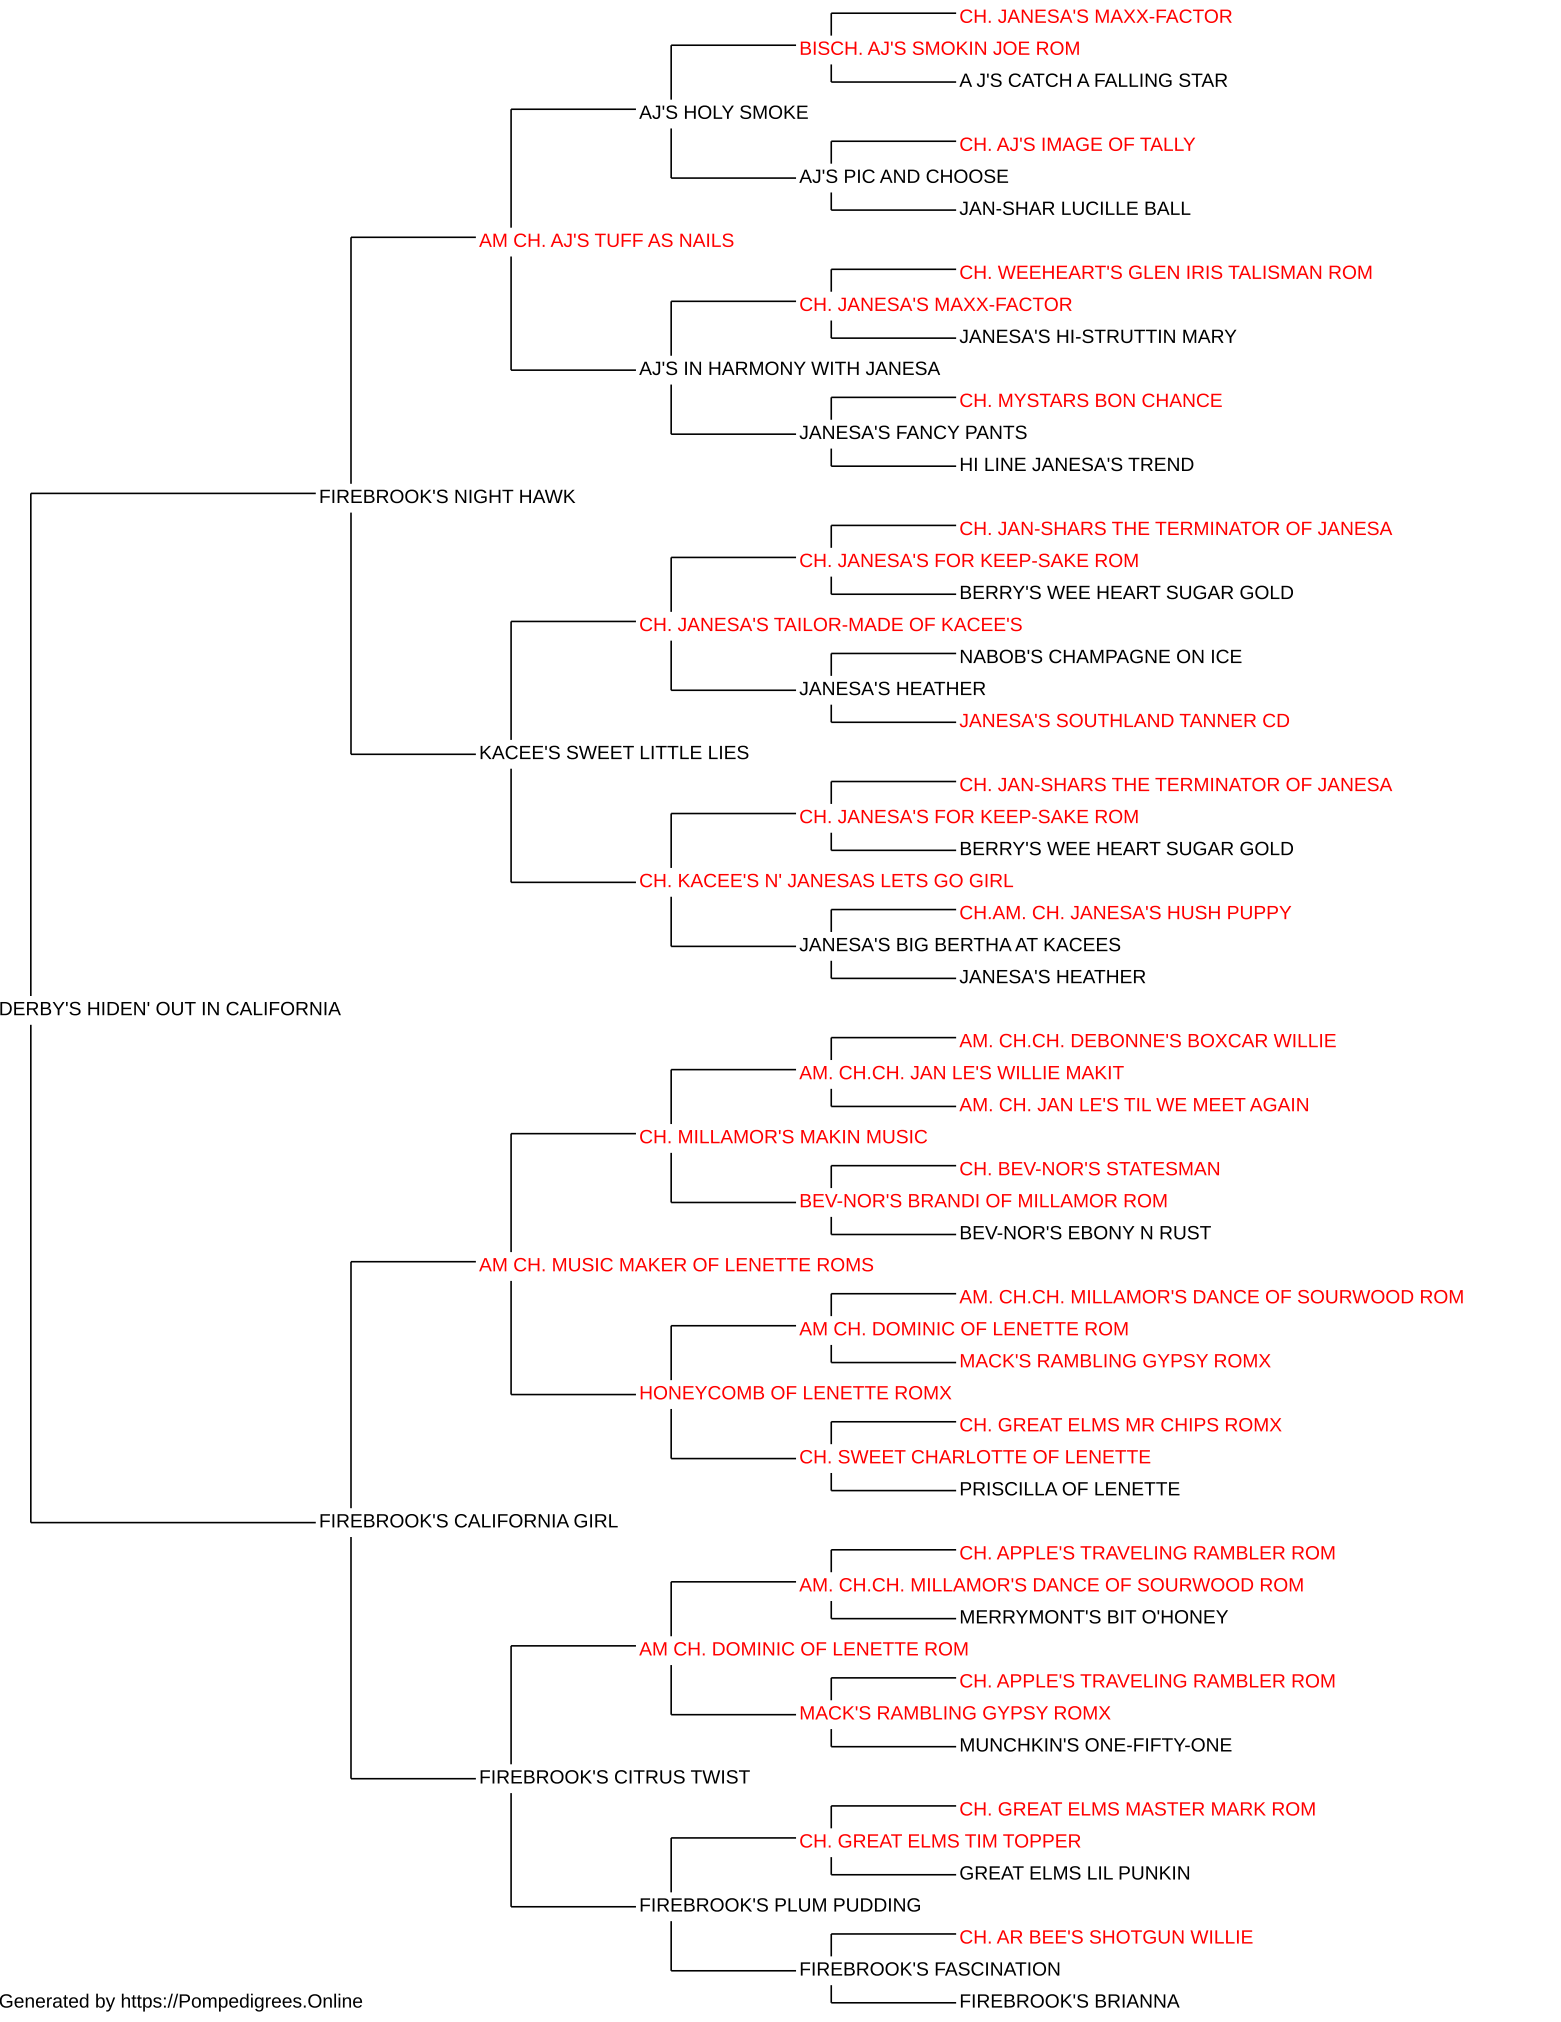 CH. JANESA'S MAXX-FACTOR
BISCH. AJ'S SMOKIN JOE ROM
A J'S CATCH A FALLING STAR
AJ'S HOLY SMOKE
CH. AJ'S IMAGE OF TALLY
AJ'S PIC AND CHOOSE
JAN-SHAR LUCILLE BALL
AM CH. AJ'S TUFF AS NAILS
CH. WEEHEART'S GLEN IRIS TALISMAN ROM
CH. JANESA'S MAXX-FACTOR
JANESA'S HI-STRUTTIN MARY
AJ'S IN HARMONY WITH JANESA
CH. MYSTARS BON CHANCE
JANESA'S FANCY PANTS
HI LINE JANESA'S TREND
FIREBROOK'S NIGHT HAWK
CH. JAN-SHARS THE TERMINATOR OF JANESA
CH. JANESA'S FOR KEEP-SAKE ROM
BERRY'S WEE HEART SUGAR GOLD
CH. JANESA'S TAILOR-MADE OF KACEE'S
NABOB'S CHAMPAGNE ON ICE
JANESA'S HEATHER
JANESA'S SOUTHLAND TANNER CD
KACEE'S SWEET LITTLE LIES
CH. JAN-SHARS THE TERMINATOR OF JANESA
CH. JANESA'S FOR KEEP-SAKE ROM
BERRY'S WEE HEART SUGAR GOLD
CH. KACEE'S N' JANESAS LETS GO GIRL
CH.AM. CH. JANESA'S HUSH PUPPY
JANESA'S BIG BERTHA AT KACEES
JANESA'S HEATHER
DERBY'S HIDEN' OUT IN CALIFORNIA
AM. CH.CH. DEBONNE'S BOXCAR WILLIE
AM. CH.CH. JAN LE'S WILLIE MAKIT
AM. CH. JAN LE'S TIL WE MEET AGAIN
CH. MILLAMOR'S MAKIN MUSIC
CH. BEV-NOR'S STATESMAN
BEV-NOR'S BRANDI OF MILLAMOR ROM
BEV-NOR'S EBONY N RUST
AM CH. MUSIC MAKER OF LENETTE ROMS
AM. CH.CH. MILLAMOR'S DANCE OF SOURWOOD ROM
AM CH. DOMINIC OF LENETTE ROM
MACK'S RAMBLING GYPSY ROMX
HONEYCOMB OF LENETTE ROMX
CH. GREAT ELMS MR CHIPS ROMX
CH. SWEET CHARLOTTE OF LENETTE
PRISCILLA OF LENETTE
FIREBROOK'S CALIFORNIA GIRL
CH. APPLE'S TRAVELING RAMBLER ROM
AM. CH.CH. MILLAMOR'S DANCE OF SOURWOOD ROM
MERRYMONT'S BIT O'HONEY
AM CH. DOMINIC OF LENETTE ROM
CH. APPLE'S TRAVELING RAMBLER ROM
MACK'S RAMBLING GYPSY ROMX
MUNCHKIN'S ONE-FIFTY-ONE
FIREBROOK'S CITRUS TWIST
CH. GREAT ELMS MASTER MARK ROM
CH. GREAT ELMS TIM TOPPER
GREAT ELMS LIL PUNKIN
FIREBROOK'S PLUM PUDDING
CH. AR BEE'S SHOTGUN WILLIE
FIREBROOK'S FASCINATION
FIREBROOK'S BRIANNA
Generated by https://Pompedigrees.Online